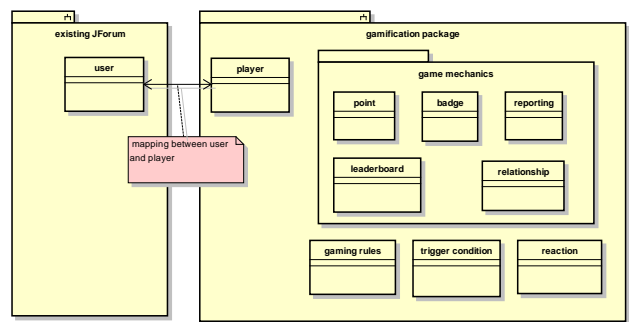 existing JForum
gamification package
user
player
game mechanics
point
badge
reporting
mapping between user
and player
leaderboard
relationship
gaming rules
trigger condition
reaction